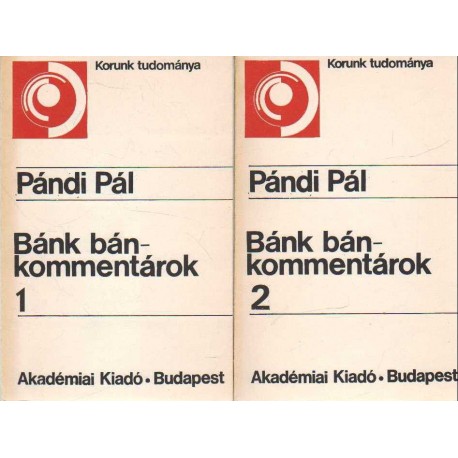 Korunk tudománya
Pándi Pál
Bánk bán-
kommentárok
1
Akadémiai Kiadó • Budapest
Korunk tudománya
Pándi Pál
Bánk bán-
kommentárok
2
Akadémiai Kiadó • Budapest